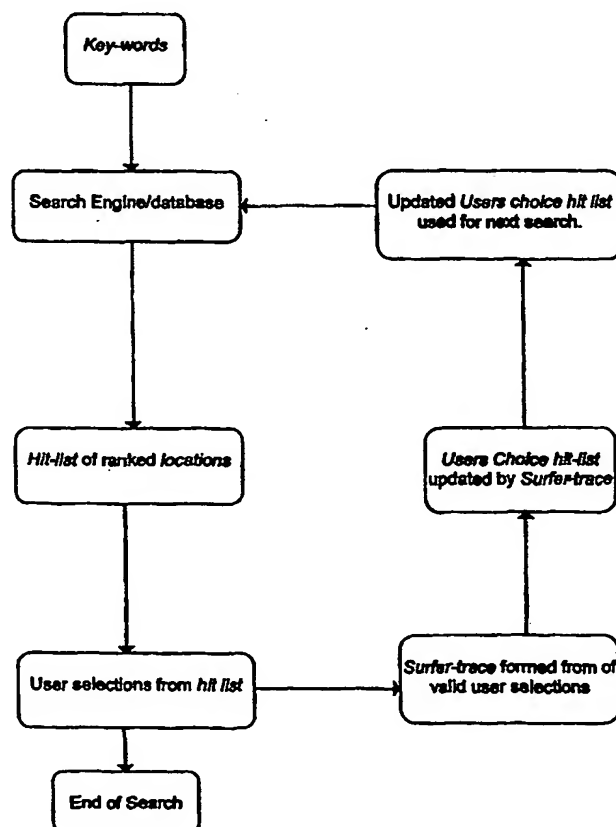 Key-words
Search Engine/database
Updated Users choice hit list
used for next search.
Hit-list of ranked locations
Users Choice hit-list
updated by Surfer-trace
User selections from hit list
Surfer-trace formed from of
valid user selections
End of Search